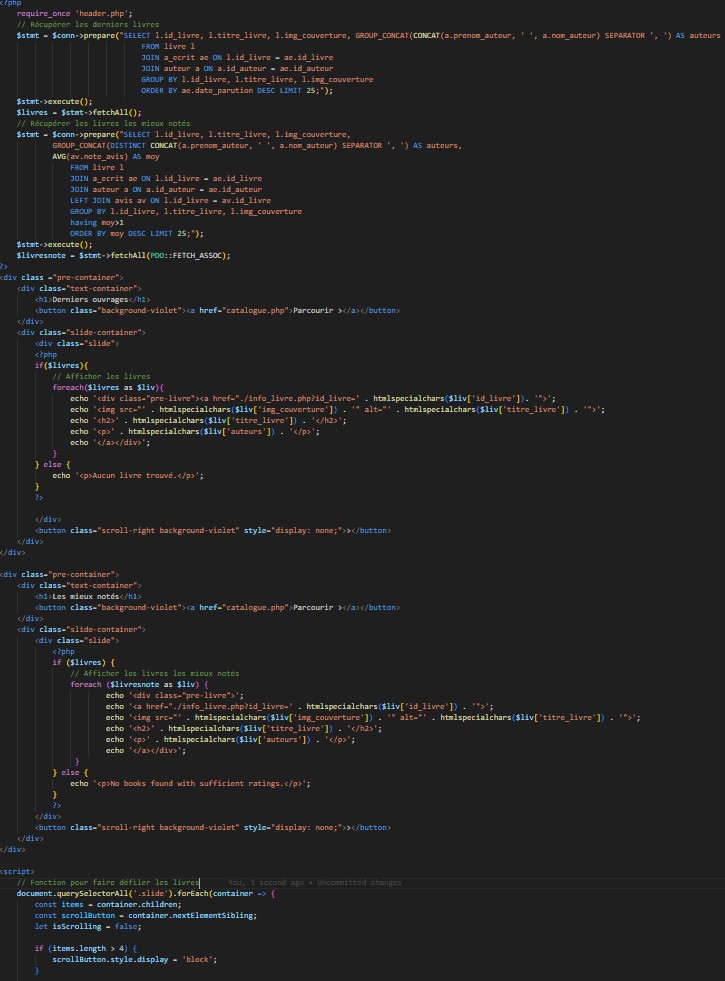 <?php
require_once 'header.php';
// Récupérer les derniers livres
$stmt = $conn->prepare("SELECT l.id_livre, l.titre_livre, l.img_couverture, GROUP_CONCAT(CONCAT(a.prenom_auteur, ' ', a.nom_auteur) SEPARATOR ', ') AS auteurs
FROM livre l
JOIN a_ecrit ae ON l.id_livre = ae.id_livre
JOIN auteur a ON a.id_auteur = ae.id_auteur
GROUP BY l.id_livre, l.titre_livre, l.img_couverture
ORDER BY ae.date_parution DESC LIMIT 25;");
$stmt->execute();
$livres = $stmt->fetchAll();
// Récupérer les livres les mieux notés
$stmt = $conn->prepare("SELECT l.id_livre, l.titre_livre, l.img_couverture,
GROUP_CONCAT(DISTINCT CONCAT(a.prenom_auteur, ' ', a.nom_auteur) SEPARATOR ', ') AS auteurs,
AVG(av.note_avis) AS moy
FROM livre l
JOIN a_ecrit ae ON l.id_livre = ae.id_livre
JOIN auteur a ON a.id_auteur = ae.id_auteur
LEFT JOIN avis av ON l.id_livre = av.id_livre
GROUP BY l.id_livre, l.titre_livre, l.img_couverture
having moy>1
ORDER BY moy DESC LIMIT 25;");
$stmt->execute();
$livresnote = $stmt->fetchAll(PDO::FETCH_ASSOC);
?>
<div class ="pre-container">
<div class="text-container">
<h1>Derniers ouvrages</h1>
<button class="background-violet"><a href="catalogue.php">Parcourir ></a></button>
</div>
<div class="slide-container">
<div class="slide">
<?php
if($livres){
// Afficher les livres
foreach($livres as $liv){
echo '<div class="pre-livre"><a href="./info_livre.php?id_livre=' . htmlspecialchars($liv['id_livre']). '">';
echo '<img src="' . htmlspecialchars($liv['img_couverture']) . '" alt="' . htmlspecialchars($liv['titre_livre']) . '">';
echo '<h2>' . htmlspecialchars($liv['titre_livre']) . '</h2>';
echo '<p>' . htmlspecialchars($liv['auteurs']) . '</p>';
echo '</a></div>';
}
} else {
echo '<p>Aucun livre trouvé.</p>';
}
?>
</div>
<button class="scroll-right background-violet" style="display: none;">></button>
</div>
</div>
<div class="pre-container">
<div class="text-container">
<h1>Les mieux notés</h1>
<button class="background-violet"><a href="catalogue.php">Parcourir ></a></button>
</div>
<div class="slide-container">
<div class="slide">
<?php
if ($livres) {
// Afficher les livres les mieux notés
foreach ($livresnote as $liv) {
echo '<div class="pre-livre">';
echo '<a href="./info_livre.php?id_livre=' . htmlspecialchars($liv['id_livre']) . '">';
echo '<img src="' . htmlspecialchars($liv['img_couverture']) . '" alt="' . htmlspecialchars($liv['titre_livre']) . '">';
echo '<h2>' . htmlspecialchars($liv['titre_livre']) . '</h2>';
echo '<p>' . htmlspecialchars($liv['auteurs']) . '</p>';
echo '</a></div>';
}
} else {
echo '<p>No books found with sufficient ratings.</p>';
}
?>
</div>
<button class="scroll-right background-violet" style="display: none;">></button>
</div>
</div>
<script>
// Fonction pour faire défiler les livres You, 1 second ago • Uncommitted changes
document.querySelectorAll('.slide').forEach(container => {
const items = container.children;
const scrollButton = container.nextElementSibling;
let isScrolling = false;
if (items.length > 4) {
scrollButton.style.display = 'block';
}